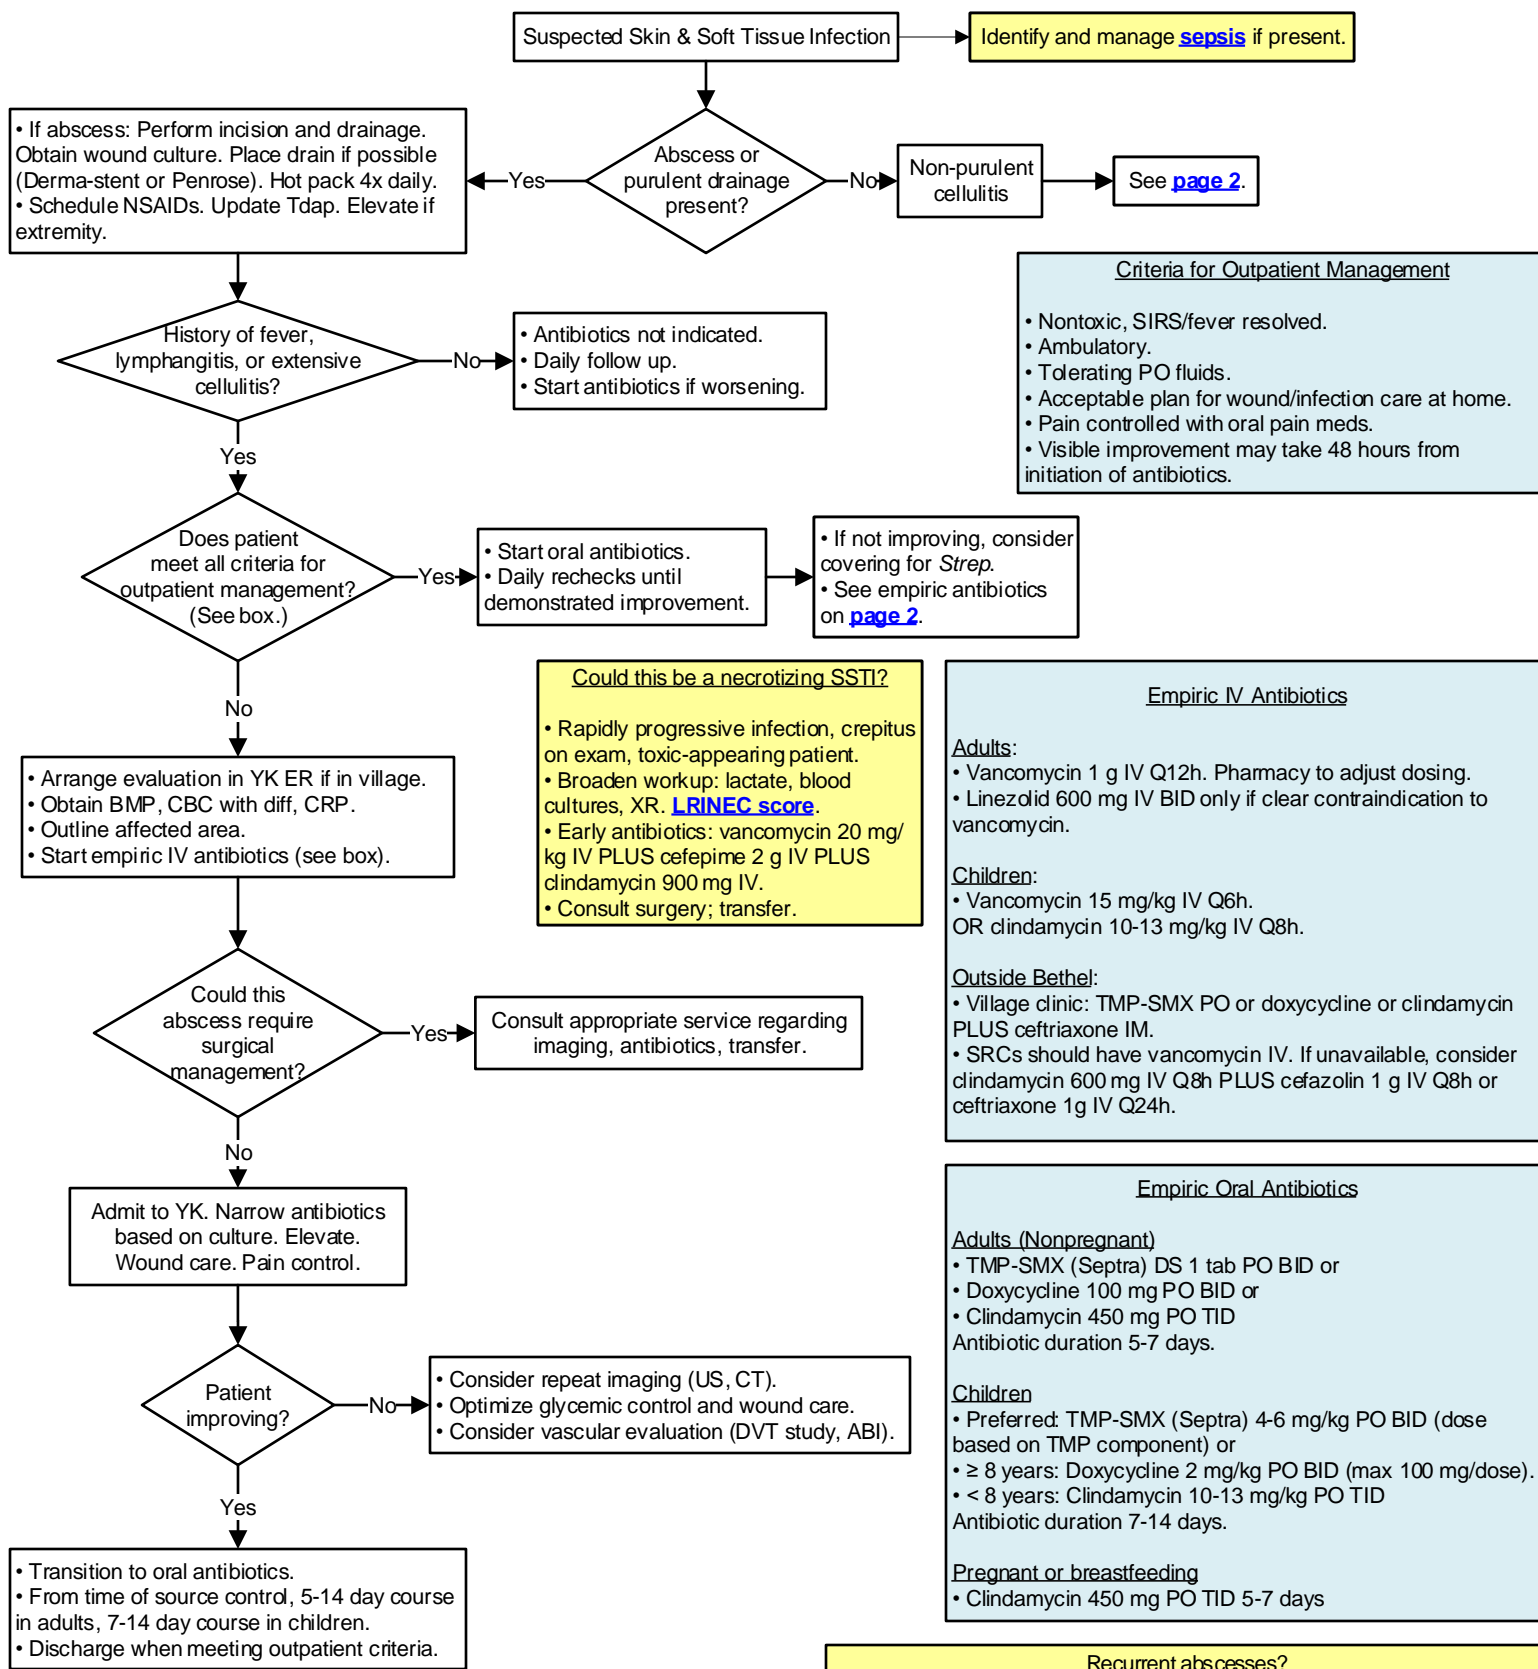 Suspected Skin & Soft Tissue Infection
Identify and manage sepsis if present.
• If abscess: Perform incision and drainage.
Obtain wound culture. Place drain if possible
(Derma-stent or Penrose). Hot pack 4x daily.
• Schedule NSAIDs. Update Tdap. Elevate if
extremity.
Yes
Abscess or
purulent drainage
present?
No
Non-purulent
cellulitis
See page 2.
Criteria for Outpatient Management
• Nontoxic, SIRS/fever resolved.
• Ambulatory.
• Tolerating PO fluids.
• Acceptable plan for wound/infection care at home.
• Pain controlled with oral pain meds.
• Visible improvement may take 48 hours from
initiation of antibiotics.
History of fever,
lymphangitis, or extensive
cellulitis?
No
• Antibiotics not indicated.
• Daily follow up.
• Start antibiotics if worsening.
Yes
Does patient
meet all criteria for
outpatient management?
(See box.)
Yes
• Start oral antibiotics.
• Daily rechecks until
demonstrated improvement.
• If not improving, consider
covering for Strep.
• See empiric antibiotics
on page 2.
No
Could this be a necrotizing SSTI?
• Rapidly progressive infection, crepitus
on exam, toxic-appearing patient.
• Broaden workup: lactate, blood
cultures, XR. LRINEC score.
• Early antibiotics: vancomycin 20 mg/
kg IV PLUS cefepime 2 g IV PLUS
clindamycin 900 mg IV.
• Consult surgery; transfer.
Empiric IV Antibiotics
Adults:
• Vancomycin 1 g IV Q12h. Pharmacy to adjust dosing.
• Linezolid 600 mg IV BID only if clear contraindication to
vancomycin.
Children:
• Vancomycin 15 mg/kg IV Q6h.
OR clindamycin 10-13 mg/kg IV Q8h.
Outside Bethel:
• Village clinic: TMP-SMX PO or doxycycline or clindamycin
PLUS ceftriaxone IM.
• SRCs should have vancomycin IV. If unavailable, consider
clindamycin 600 mg IV Q8h PLUS cefazolin 1 g IV Q8h or
ceftriaxone 1g IV Q24h.
• Arrange evaluation in YK ER if in village.
• Obtain BMP, CBC with diff, CRP.
• Outline affected area.
• Start empiric IV antibiotics (see box).
Could this
abscess require
surgical
management?
Yes
Consult appropriate service regarding
imaging, antibiotics, transfer.
No
Admit to YK. Narrow antibiotics
based on culture. Elevate.
Wound care. Pain control.
Empiric Oral Antibiotics
Adults (Nonpregnant)
• TMP-SMX (Septra) DS 1 tab PO BID or
• Doxycycline 100 mg PO BID or
• Clindamycin 450 mg PO TID
Antibiotic duration 5-7 days.
Children
• Preferred: TMP-SMX (Septra) 4-6 mg/kg PO BID (dose
based on TMP component) or
• ≥ 8 years: Doxycycline 2 mg/kg PO BID (max 100 mg/dose).
• < 8 years: Clindamycin 10-13 mg/kg PO TID
Antibiotic duration 7-14 days.
Pregnant or breastfeeding
• Clindamycin 450 mg PO TID 5-7 days
Patient
improving?
No
• Consider repeat imaging (US, CT).
• Optimize glycemic control and wound care.
• Consider vascular evaluation (DVT study, ABI).
Yes
• Transition to oral antibiotics.
• From time of source control, 5-14 day course
in adults, 7-14 day course in children.
• Discharge when meeting outpatient criteria.
Recurrent abscesses?